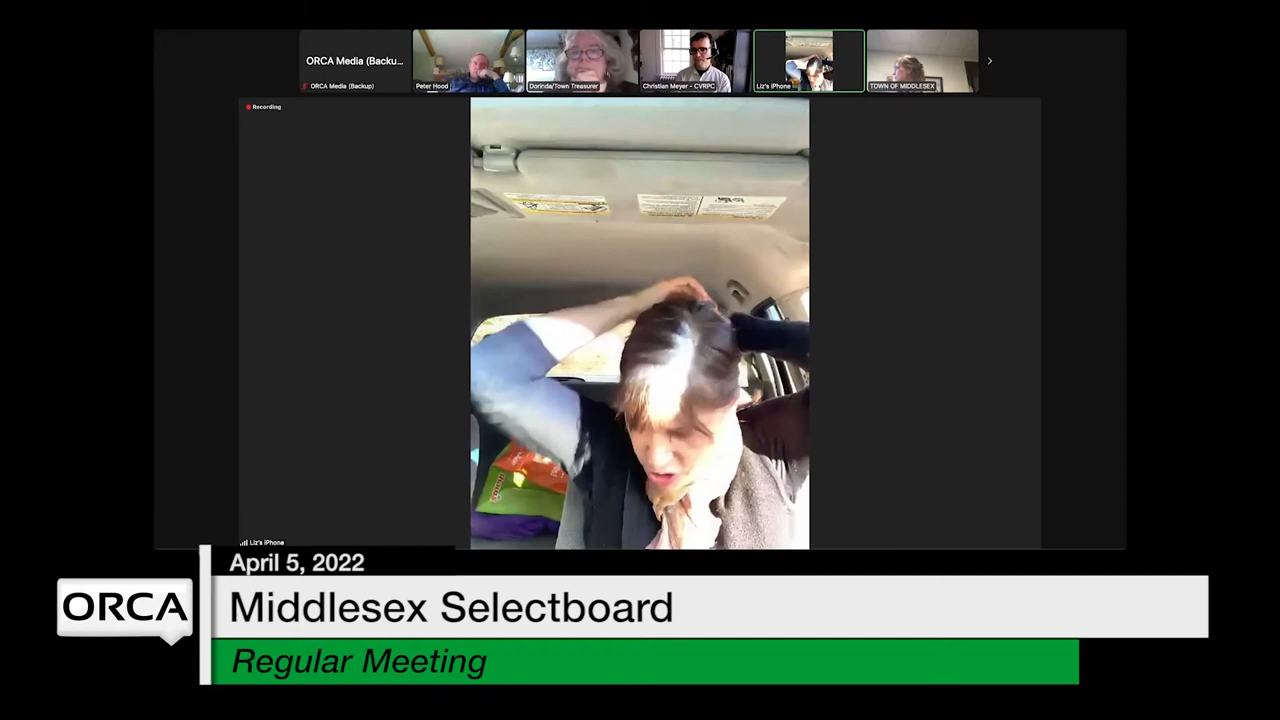 ORCA Media (Backu...
ORCA Media (Backup)
Peter Hood
Dorinda/Town Treasurer
Christian Meyer - CVRPC
Liz's iPhone
TOWN OF MIDDLESEX
Recording
Liz's iPhone
April 5, 2022
ORCA
Middlesex Selectboard
Regular Meeting